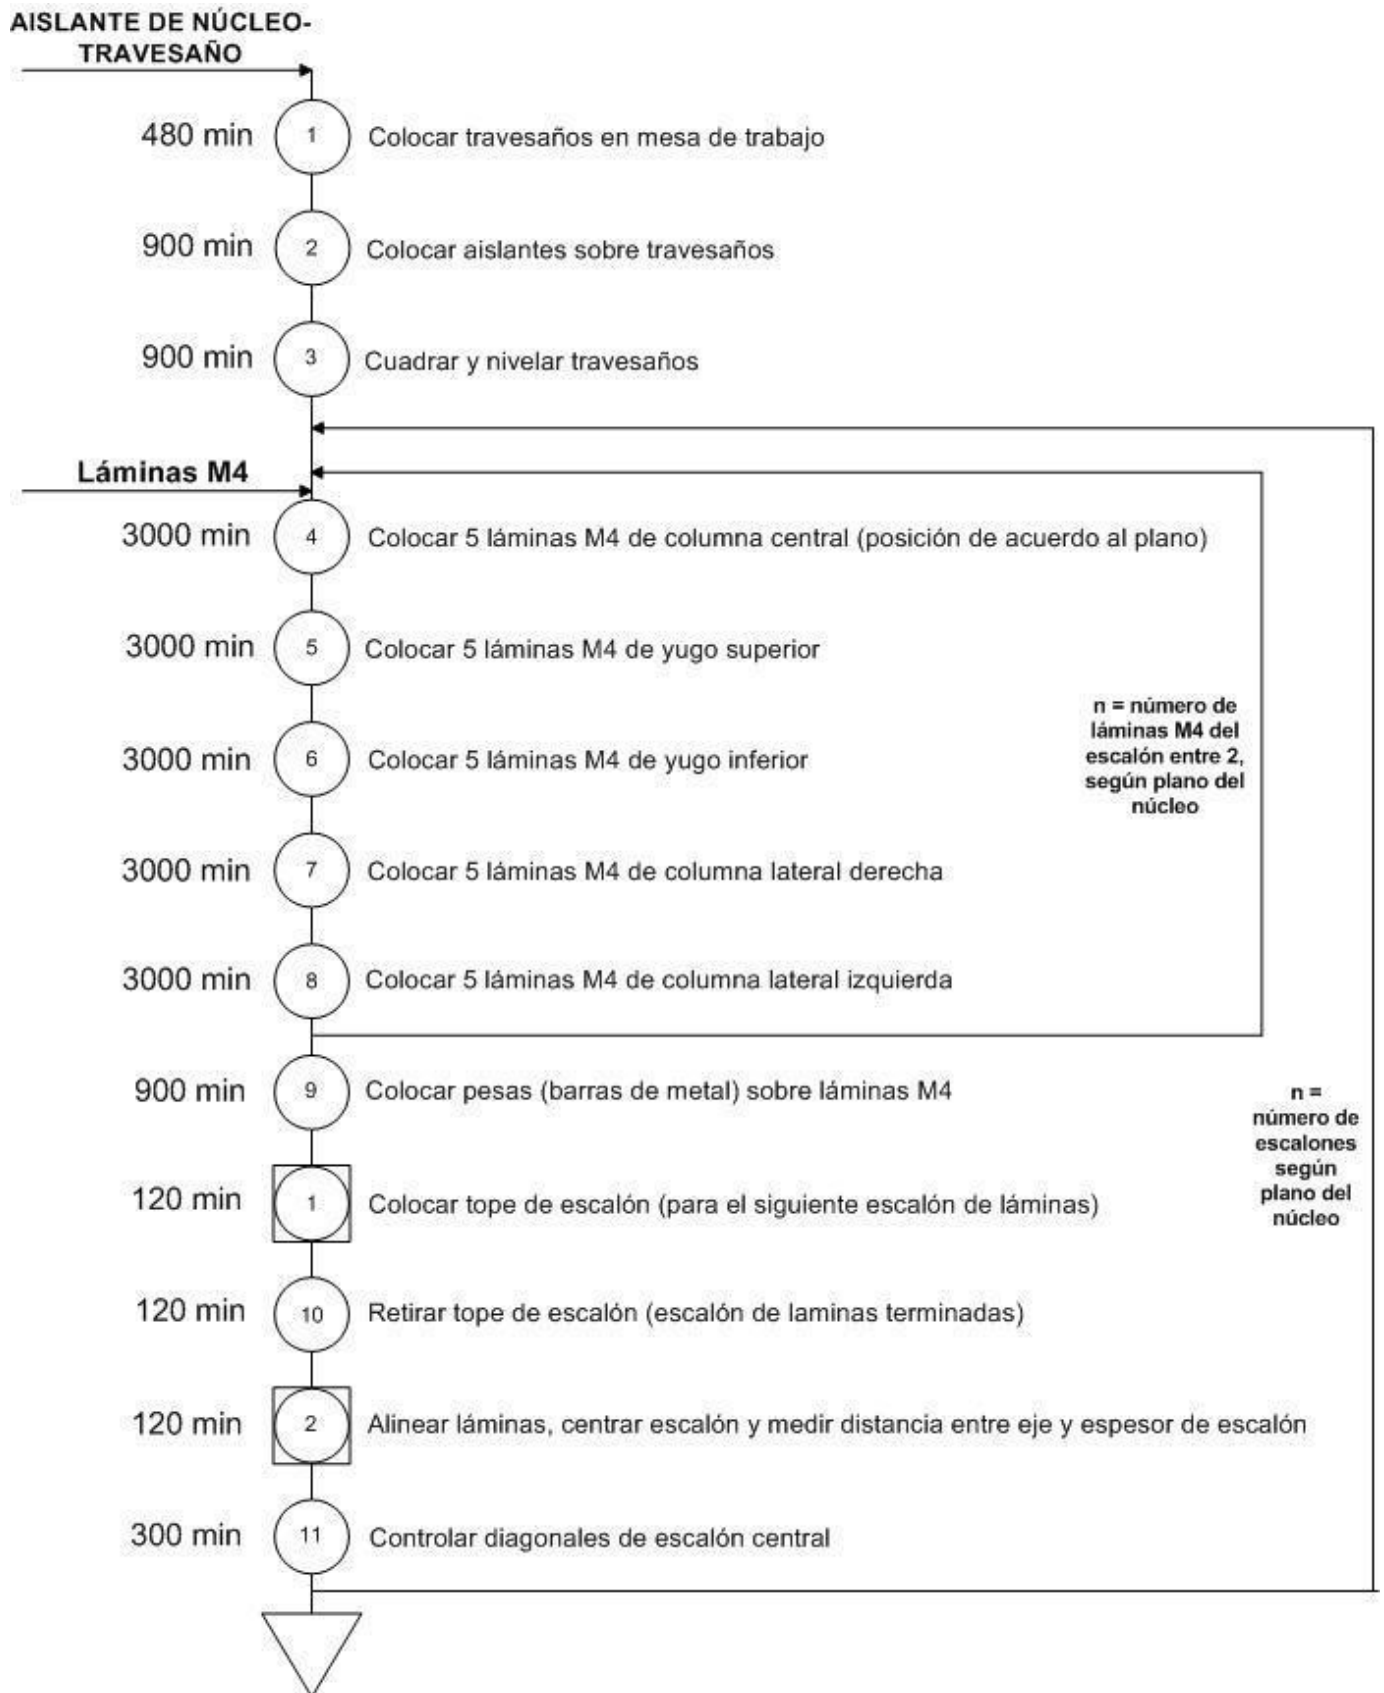 AISLANTE DE NÚCLEO-
TRAVESAÑO
480 min 1 Colocar travesaños en mesa de trabajo
900 min 2 Colocar aislantes sobre travesaños
900 min 3 Cuadrar y nivelar travesaños
Láminas M4
3000 min 4 Colocar 5 láminas M4 de columna central (posición de acuerdo al plano)
3000 min 5 Colocar 5 láminas M4 de yugo superior
n = número de
láminas M4 del
escalón entre 2,
según plano del
núcleo
3000 min 6 Colocar 5 láminas M4 de yugo inferior
3000 min 7 Colocar 5 láminas M4 de columna lateral derecha
3000 min 8 Colocar 5 láminas M4 de columna lateral izquierda
900 min 9 Colocar pesas (barras de metal) sobre láminas M4
n =
número de
escalones
según
plano del
núcleo
120 min 1 Colocar tope de escalón (para el siguiente escalón de láminas)
120 min 10 Retirar tope de escalón (escalón de laminas terminadas)
120 min 2 Alinear láminas, centrar escalón y medir distancia entre eje y espesor de escalón
300 min 11 Controlar diagonales de escalón central